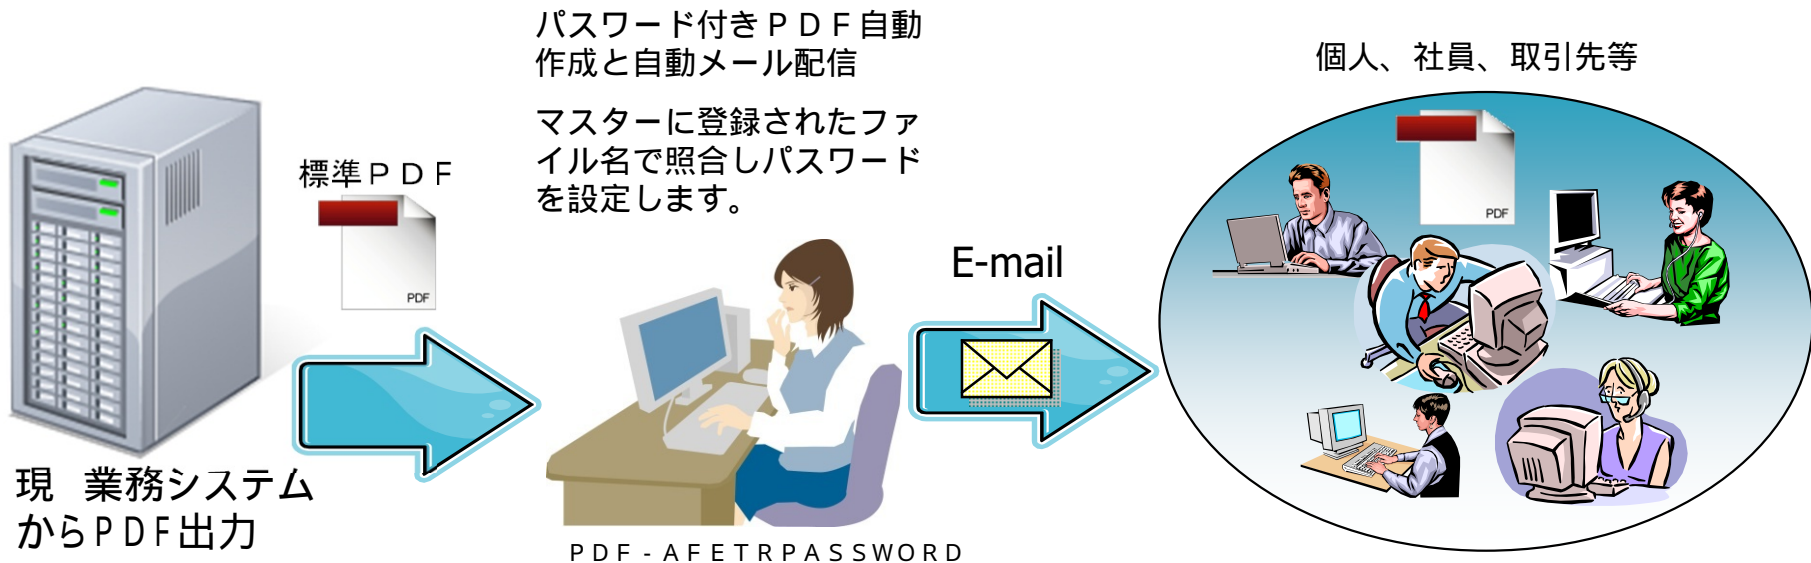 パスワード付きＰＤＦ自動
作成と自動メール配信
マスターに登録されたファ
イル名で照合しパスワード
を設定します。
個人、社員、取引先等
標準ＰＤＦ
PDF
PDF
E-mail
現　業務システム
からPDF出力
PDF-AFETRPASSWORD